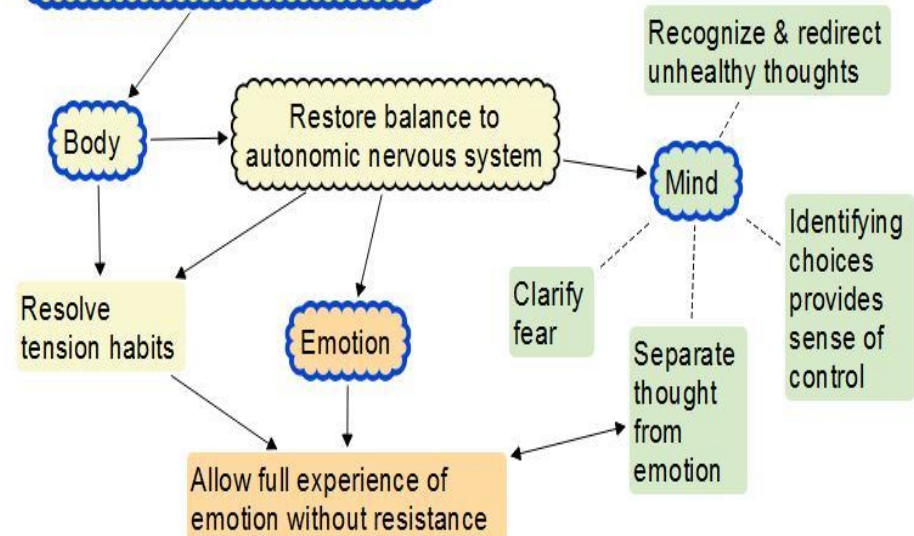 Recognize & redirect
unhealthy thoughts
Restore balance to
autonomic nervous system
Body
Mind
Identifying
choices
provides
sense of
control
Clarify
fear
Resolve
tension habits
Emotion
Separate
thought
from
emotion
Allow full experience of
emotion without resistance